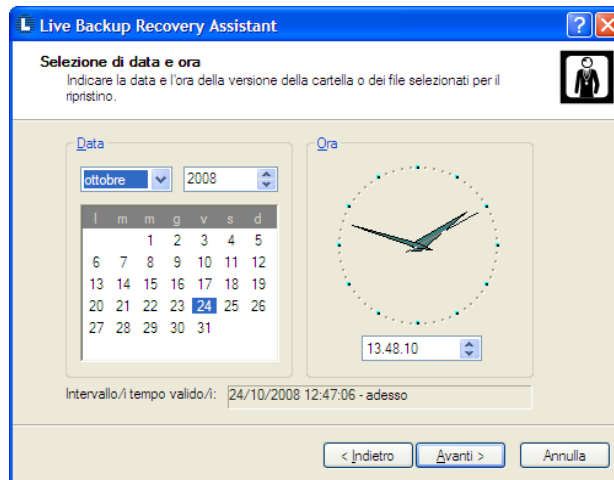 Live Backup Recovery Assistant
Selezione di data e ora
Indicare la data e l'ora della versione della cartella o dei file selezionati per il
ripristino.
Data
ottobre 2008
l m m g v s d
1 2 3 4 5
6 7 8 9 10 11 12
13 14 15 16 17 18 19
20 21 22 23 24 25 26
27 28 29 30 31
Ora
13.48.10
Intervallo/i tempo valido/i: 24/10/2008 12:47:06 - adesso
< Indietro Avanti > Annulla